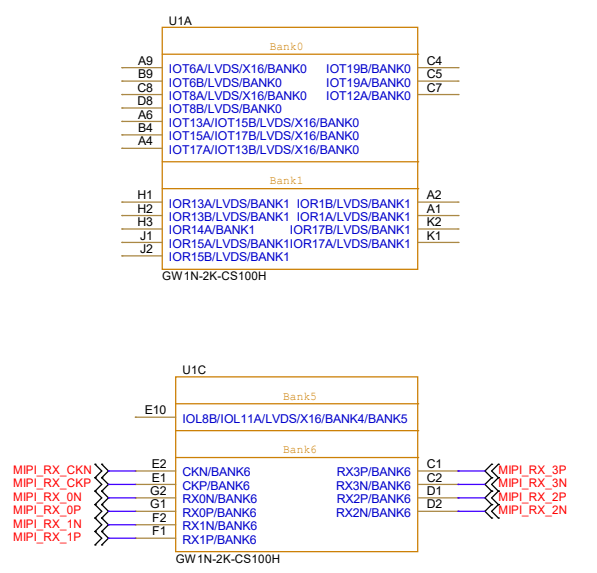 U1A
Bank0
A9 IOT6A/LVDS/X16/BANK0 IOT19B/BANK0 C4
B9 IOT6B/LVDS/BANK0 IOT19A/BANK0 C5
C8 IOT8A/LVDS/X16/BANK0 IOT12A/BANK0 C7
D8 IOT8B/LVDS/BANK0
A6 IOT13A/IOT15B/LVDS/X16/BANK0
B4 IOT15A/IOT17B/LVDS/X16/BANK0
A4 IOT17A/IOT13B/LVDS/X16/BANK0
Bank1
H1 IOR13A/LVDS/BANK1 IOR1B/LVDS/BANK1 A2
H2 IOR13B/LVDS/BANK1 IOR1A/LVDS/BANK1 A1
H3 IOR14A/BANK1 IOR17B/LVDS/BANK1 K2
J1 IOR15A/LVDS/BANK1 IOR17A/LVDS/BANK1 K1
J2 IOR15B/LVDS/BANK1
GW1N-2K-CS100H
U1C
Bank5
E10 IOL8B/IOL11A/LVDS/X16/BANK4/BANK5
Bank6
MIPI_RX_CKN E2 CKN/BANK6 RX3P/BANK6 C1 MIPI_RX_3P
MIPI_RX_CKP E1 CKP/BANK6 RX3N/BANK6 C2 MIPI_RX_3N
MIPI_RX_0N G2 RX0N/BANK6 RX2P/BANK6 D1 MIPI_RX_2P
MIPI_RX_0P G1 RX0P/BANK6 RX2N/BANK6 D2 MIPI_RX_2N
MIPI_RX_1N F2 RX1N/BANK6
MIPI_RX_1P F1 RX1P/BANK6
GW1N-2K-CS100H